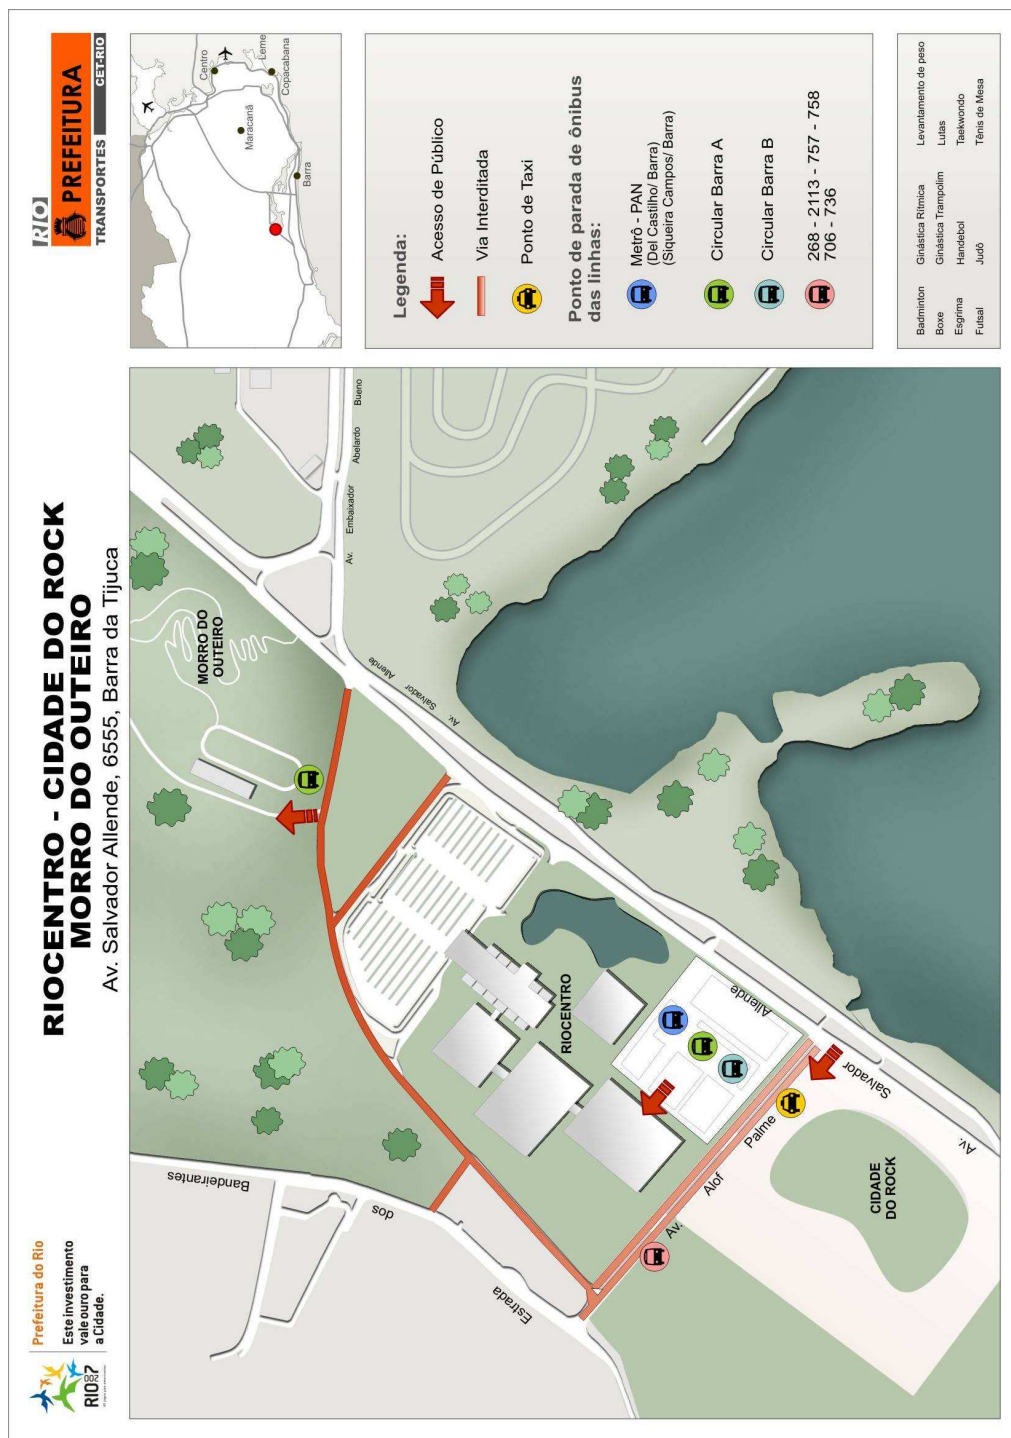 Prefeitura do Rio
Este investimento
vale ouro para
a Cidade.
RIO2007
RIOCENTRO - CIDADE DO ROCK
MORRO DO OUTEIRO
Av. Salvador Allende, 6555, Barra da Tijuca
RIO
PREFEITURA
TRANSPORTES CET-RIO
Centro
Leme
Copacabana
Maracanã
Barra
Bandeirantes
dos
Estrada
MORRO DO
OUTEIRO
Av. Embaixador Abelardo Bueno
Av. Salvador Allende
RIOCENTRO
Allende
Salvador
Av.
Av. Alof Palme
CIDADE
DO ROCK
Legenda:
Acesso de Público
Via Interditada
Ponto de Taxi
Ponto de parada de ônibus
das linhas:
Metrô - PAN
(Del Castilho/ Barra)
(Siqueira Campos/ Barra)
Circular Barra A
Circular Barra B
268 - 2113 - 757 - 758
706 - 736
Badminton Ginástica Rítmica Levantamento de peso
Boxe Ginástica Trampolim Lutas
Esgrima Handebol Taekwondo
Futsal Judô Tênis de Mesa